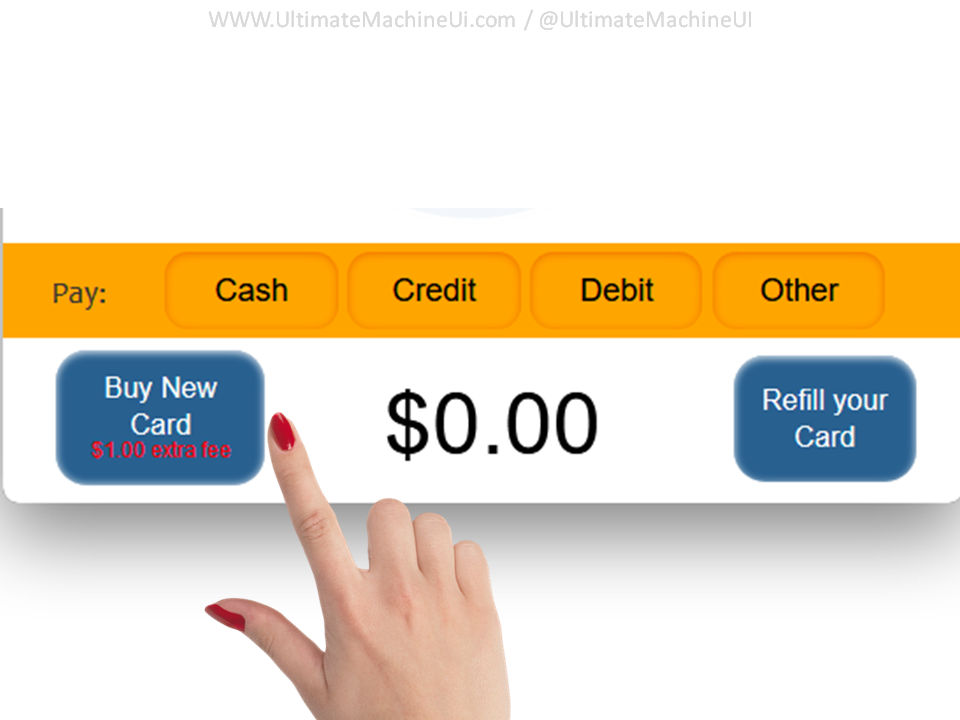 WWW.UltimateMachineUi.com / @UltimateMachineUI
Pay: Cash Credit Debit Other
Buy New
Card
$1.00 extra fee
$0.00
Refill your
Card